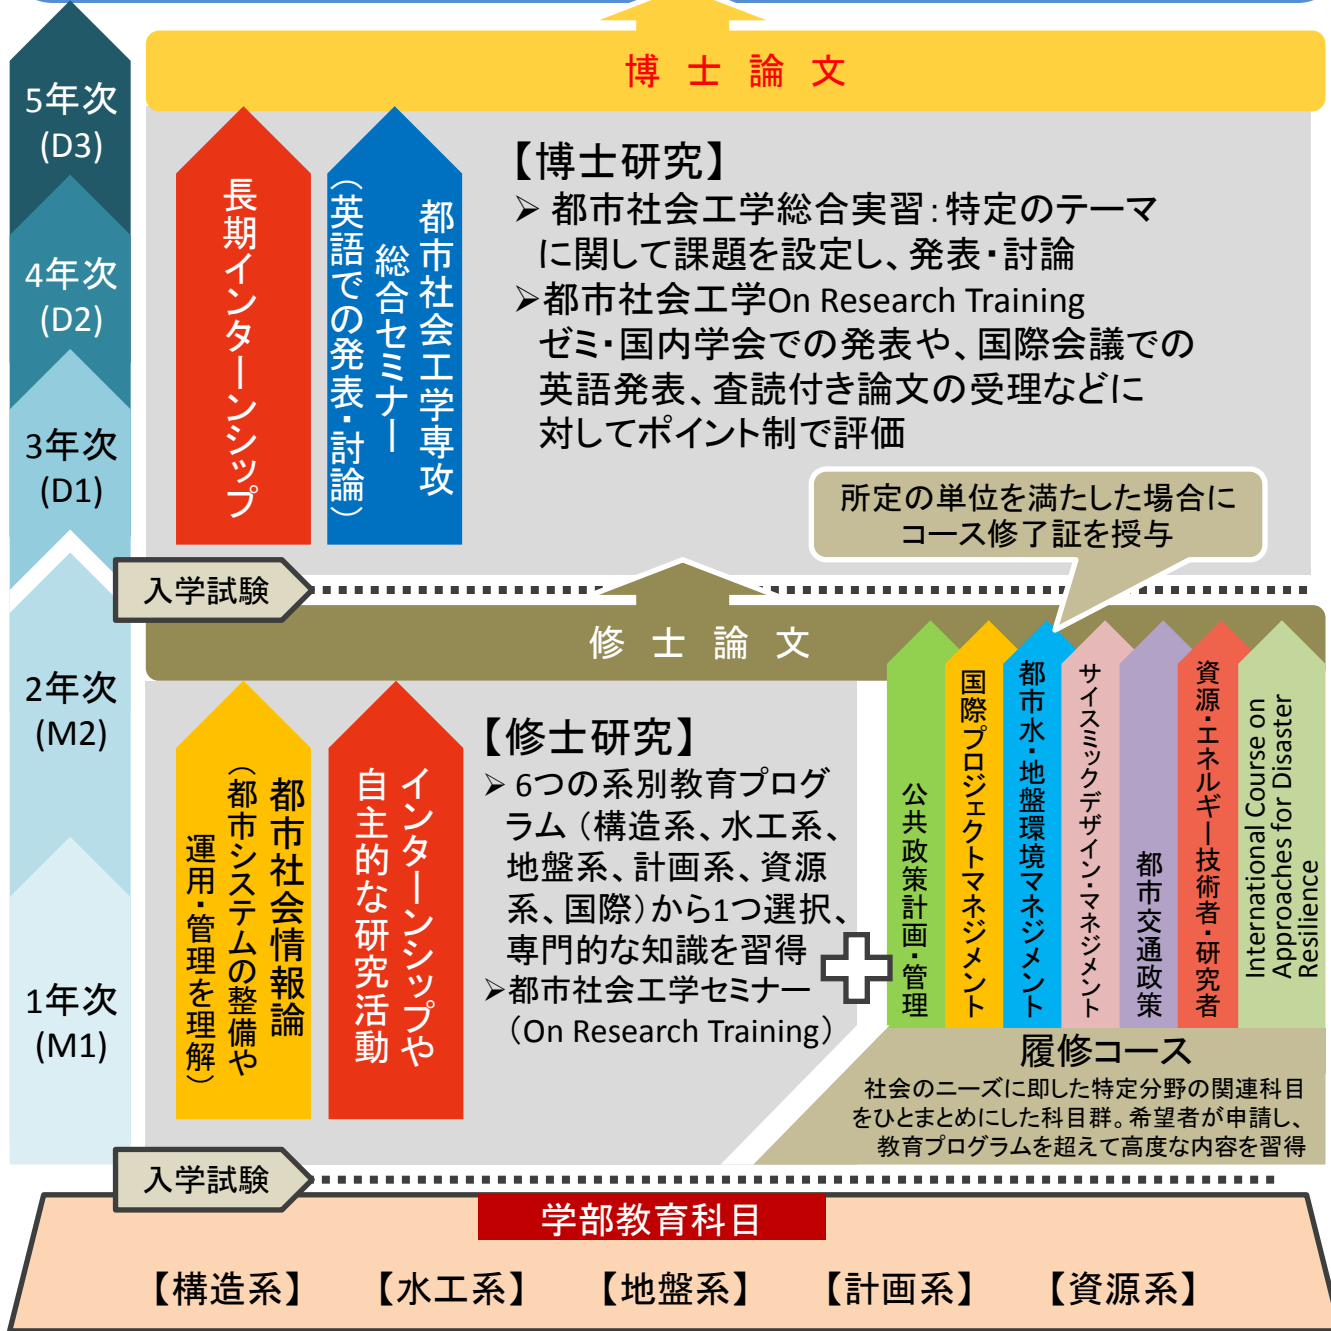 博士論文
5年次
(D3)
4年次
(D2)
3年次
(D1)
長期インターンシップ
都市社会工学専攻
総合セミナー
（英語での発表・討論）
【博士研究】
➢ 都市社会工学総合実習：特定のテーマ
に関して課題を設定し、発表・討論
➢都市社会工学On Research Training
ゼミ・国内学会での発表や、国際会議での
英語発表、査読付き論文の受理などに
対してポイント制で評価
所定の単位を満たした場合に
コース修了証を授与
入学試験
修士論文
2年次
(M2)
1年次
(M1)
都市社会情報論
（都市システムの整備や
運用・管理を理解）
インターンシップや
自主的な研究活動
【修士研究】
➢ 6つの系別教育プログ
ラム（構造系、水工系、
地盤系、計画系、資源
系、国際）から1つ選択、
専門的な知識を習得
➢都市社会工学セミナー
（On Research Training）
公共政策計画・管理
国際プロジェクトマネジメント
都市水・地盤環境マネジメント
サイスミックデザイン・マネジメント
都市交通政策
資源・エネルギー技術者・研究者
International Course on
Approaches for Disaster
Resilience
履修コース
社会のニーズに即した特定分野の関連科目
をひとまとめにした科目群。希望者が申請し、
教育プログラムを超えて高度な内容を習得
入学試験
学部教育科目
【構造系】 【水工系】 【地盤系】 【計画系】 【資源系】